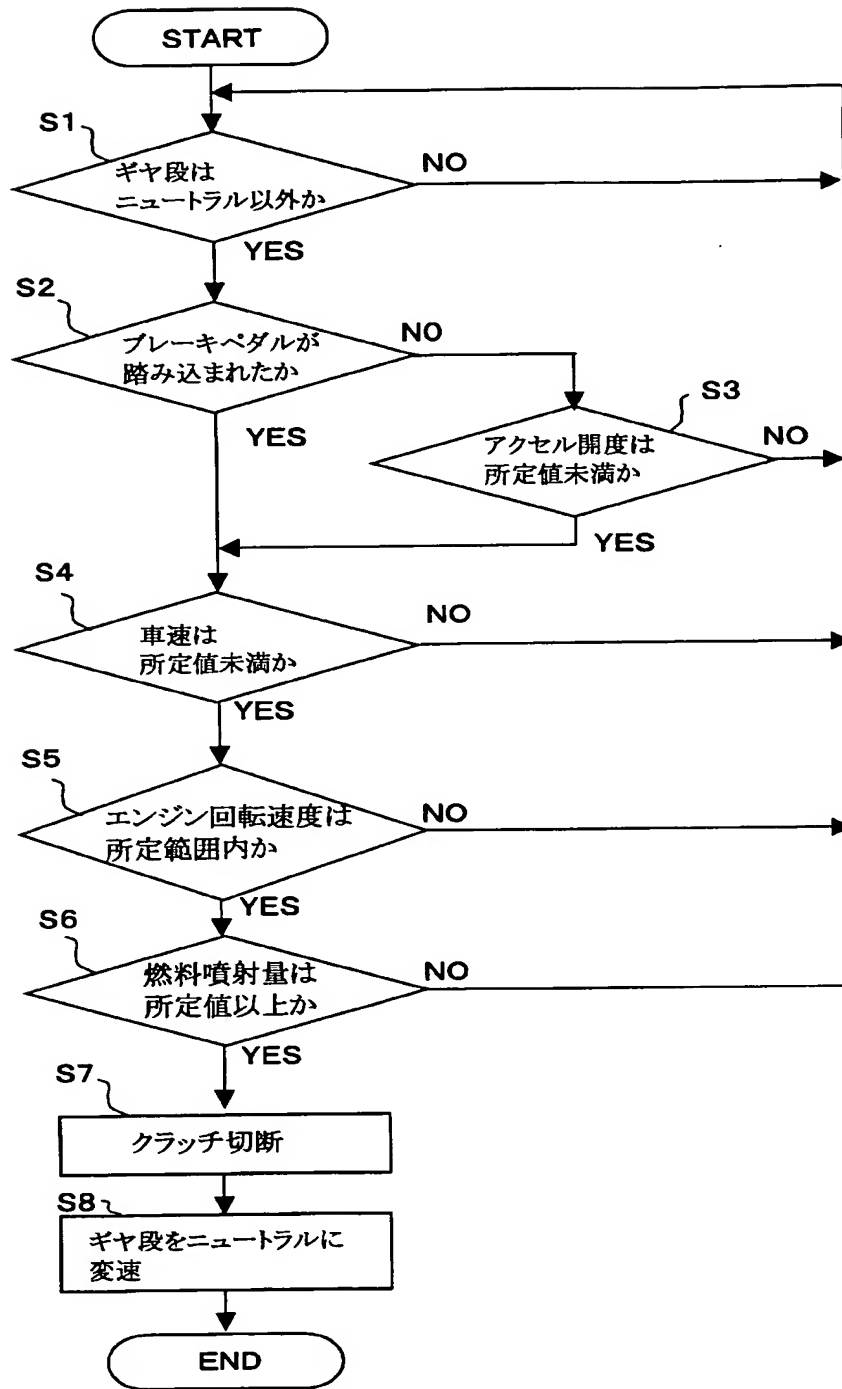 START
S1
ギヤ段は
ニュートラル以外か
NO
YES
S2
ブレーキペダルが
踏み込まれたか
NO
YES
S3
アクセル開度は
所定値未満か
NO
YES
S4
車速は
所定値未満か
NO
YES
S5
エンジン回転速度は
所定範囲内か
NO
YES
S6
燃料噴射量は
所定値以上か
NO
YES
S7
クラッチ切断
S8
ギヤ段をニュートラルに
変速
END